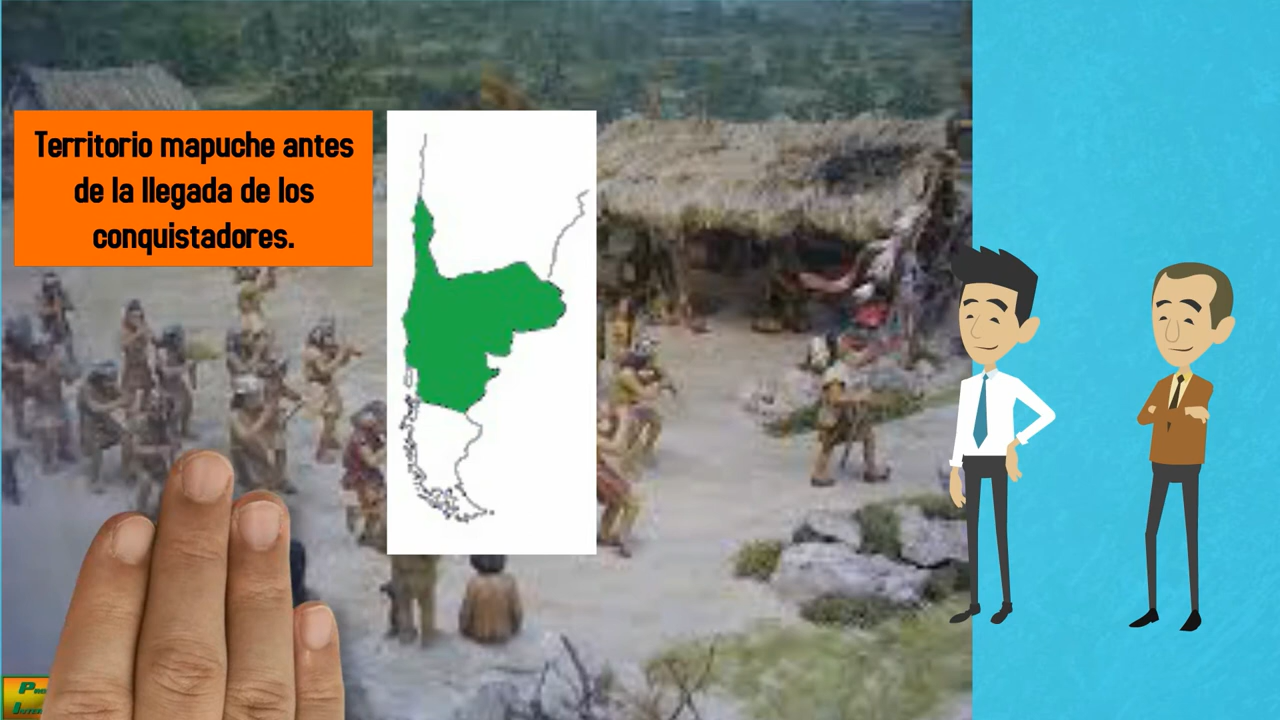 Territorio mapuche antes
de la llegada de los
conquistadores.